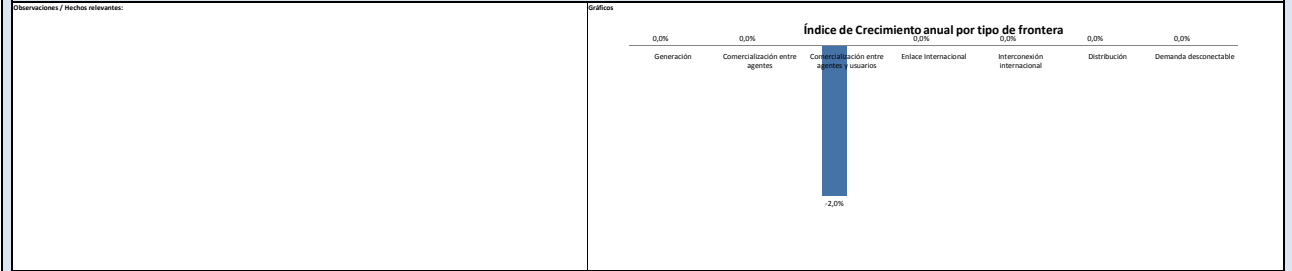 Observaciones / Hechos relevantes:
Gráficos
Índice de Crecimiento anual por tipo de frontera
0,0% 0,0% 0,0% 0,0% 0,0% 0,0%
Generación Comercialización entre Comercialización entre Enlace Internacional Interconexión Distribución Demanda desconectable
agentes agentes y usuarios internacional
-2,0%